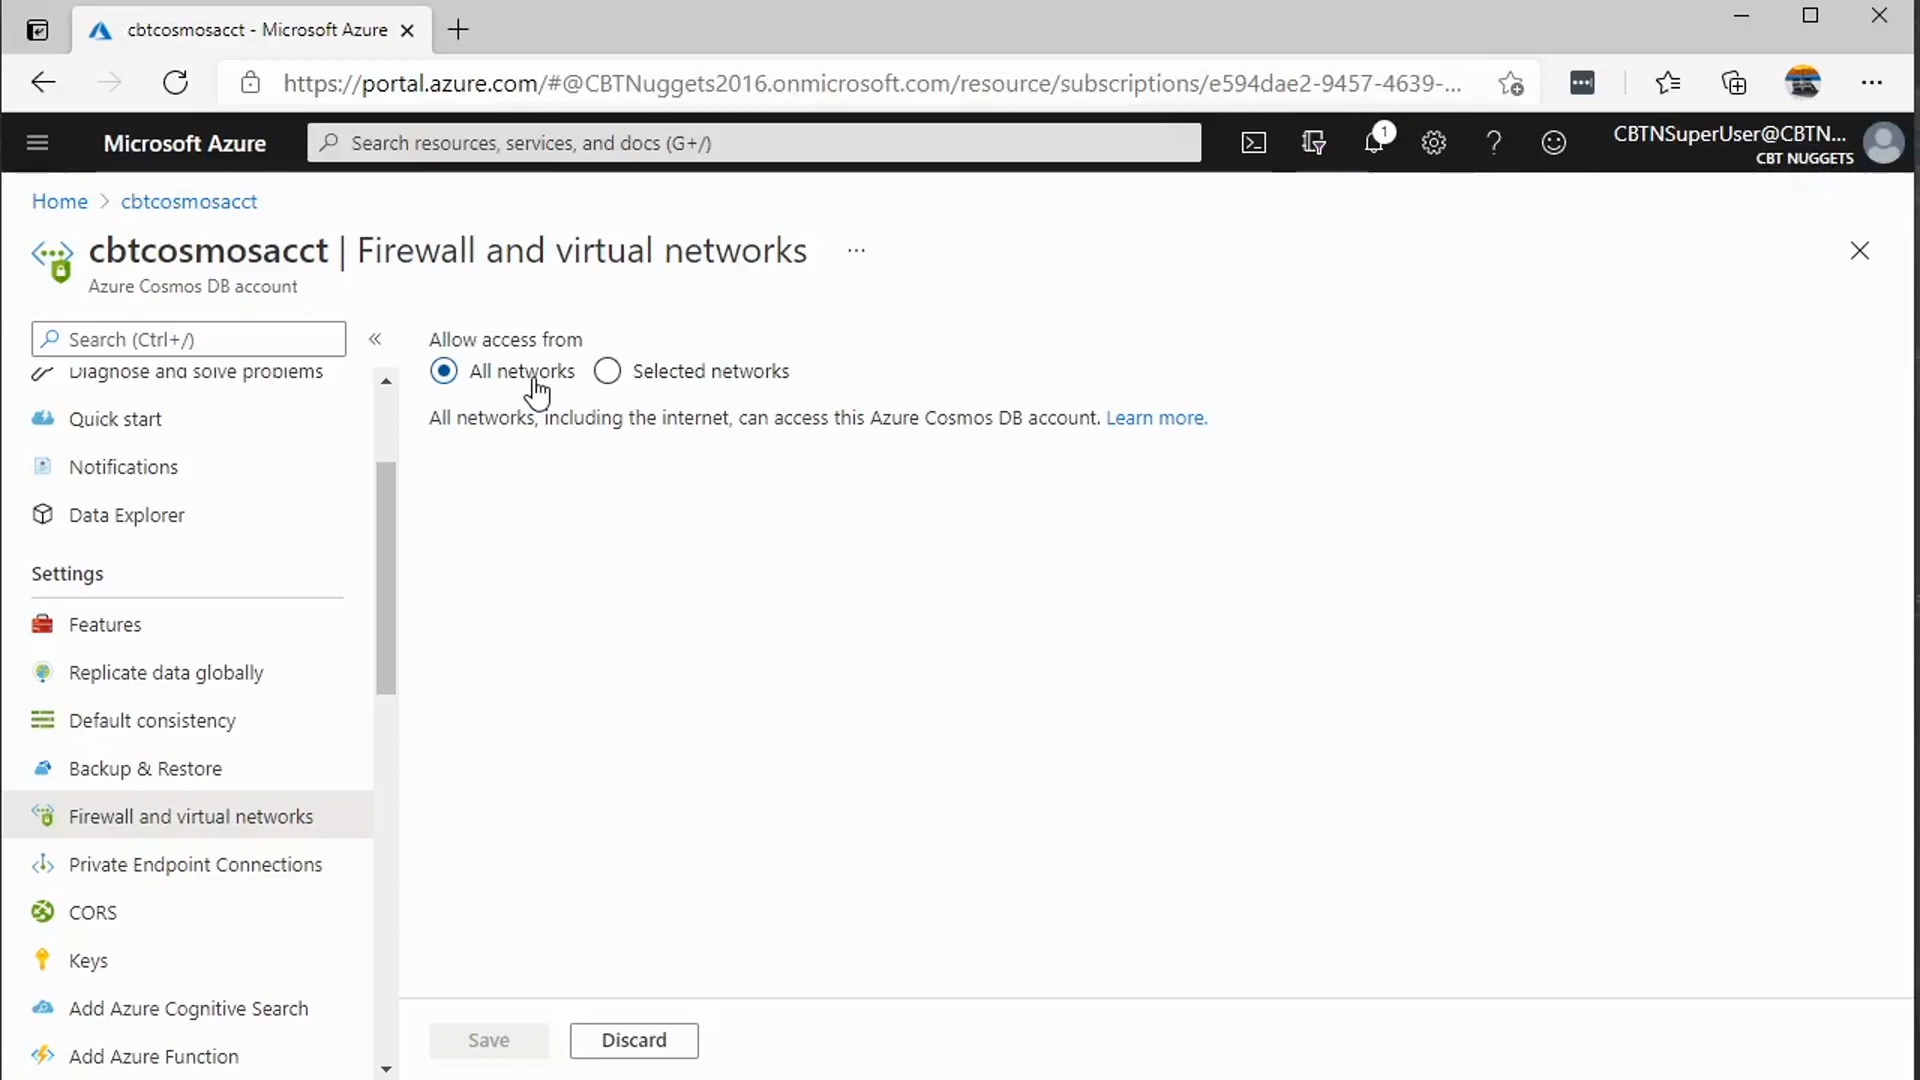 cbtcosmosacct - Microsoft Azure
https://portal.azure.com/#@CBTNuggets2016.onmicrosoft.com/resource/subscriptions/e594dae2-9457-4639-...
Microsoft Azure
Search resources, services, and docs (G+/)
1
CBTNSuperUser@CBTN...
CBT NUGGETS
Home > cbtcosmosacct
cbtcosmosacct | Firewall and virtual networks ...
Azure Cosmos DB account
Search (Ctrl+/)
«
Allow access from
All networks
Selected networks
All networks, including the internet, can access this Azure Cosmos DB account. Learn more.
Diagnose and solve problems
Quick start
Notifications
Data Explorer
Settings
Features
Replicate data globally
Default consistency
Backup & Restore
Firewall and virtual networks
Private Endpoint Connections
CORS
Keys
Add Azure Cognitive Search
Add Azure Function
Save
Discard